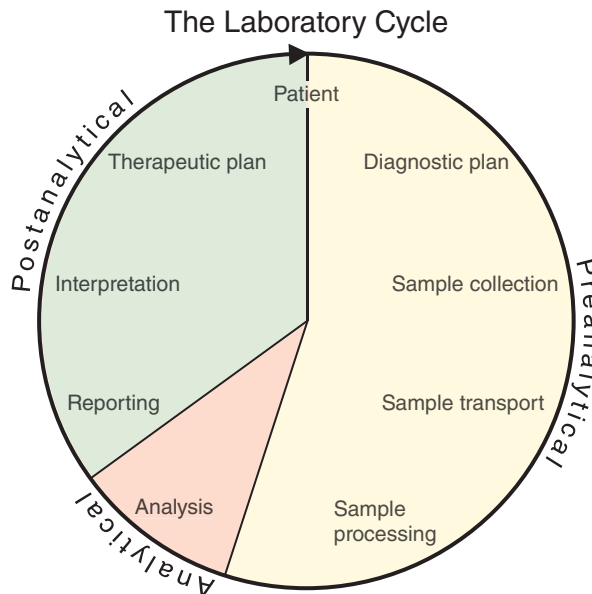 The Laboratory Cycle
Patient
Diagnostic plan
Sample collection
Sample transport
Sample
processing
Analysis
Reporting
Interpretation
Therapeutic plan
Preanalytical
Analytical
Postanalytical